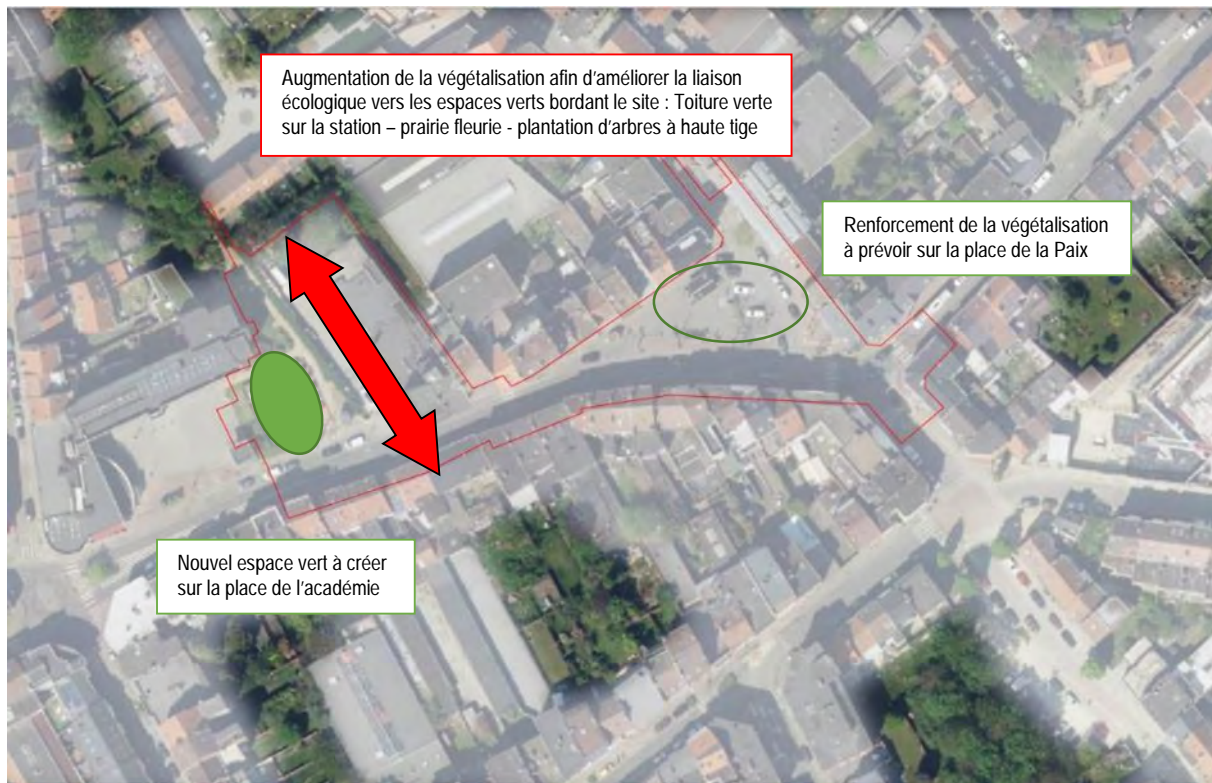 Augmentation de la végétalisation afin d'améliorer la liaison
écologique vers les espaces verts bordant le site : Toiture verte
sur la station – prairie fleurie - plantation d'arbres à haute tige
Renforcement de la végétalisation
à prévoir sur la place de la Paix
Nouvel espace vert à créer
sur la place de l'académie